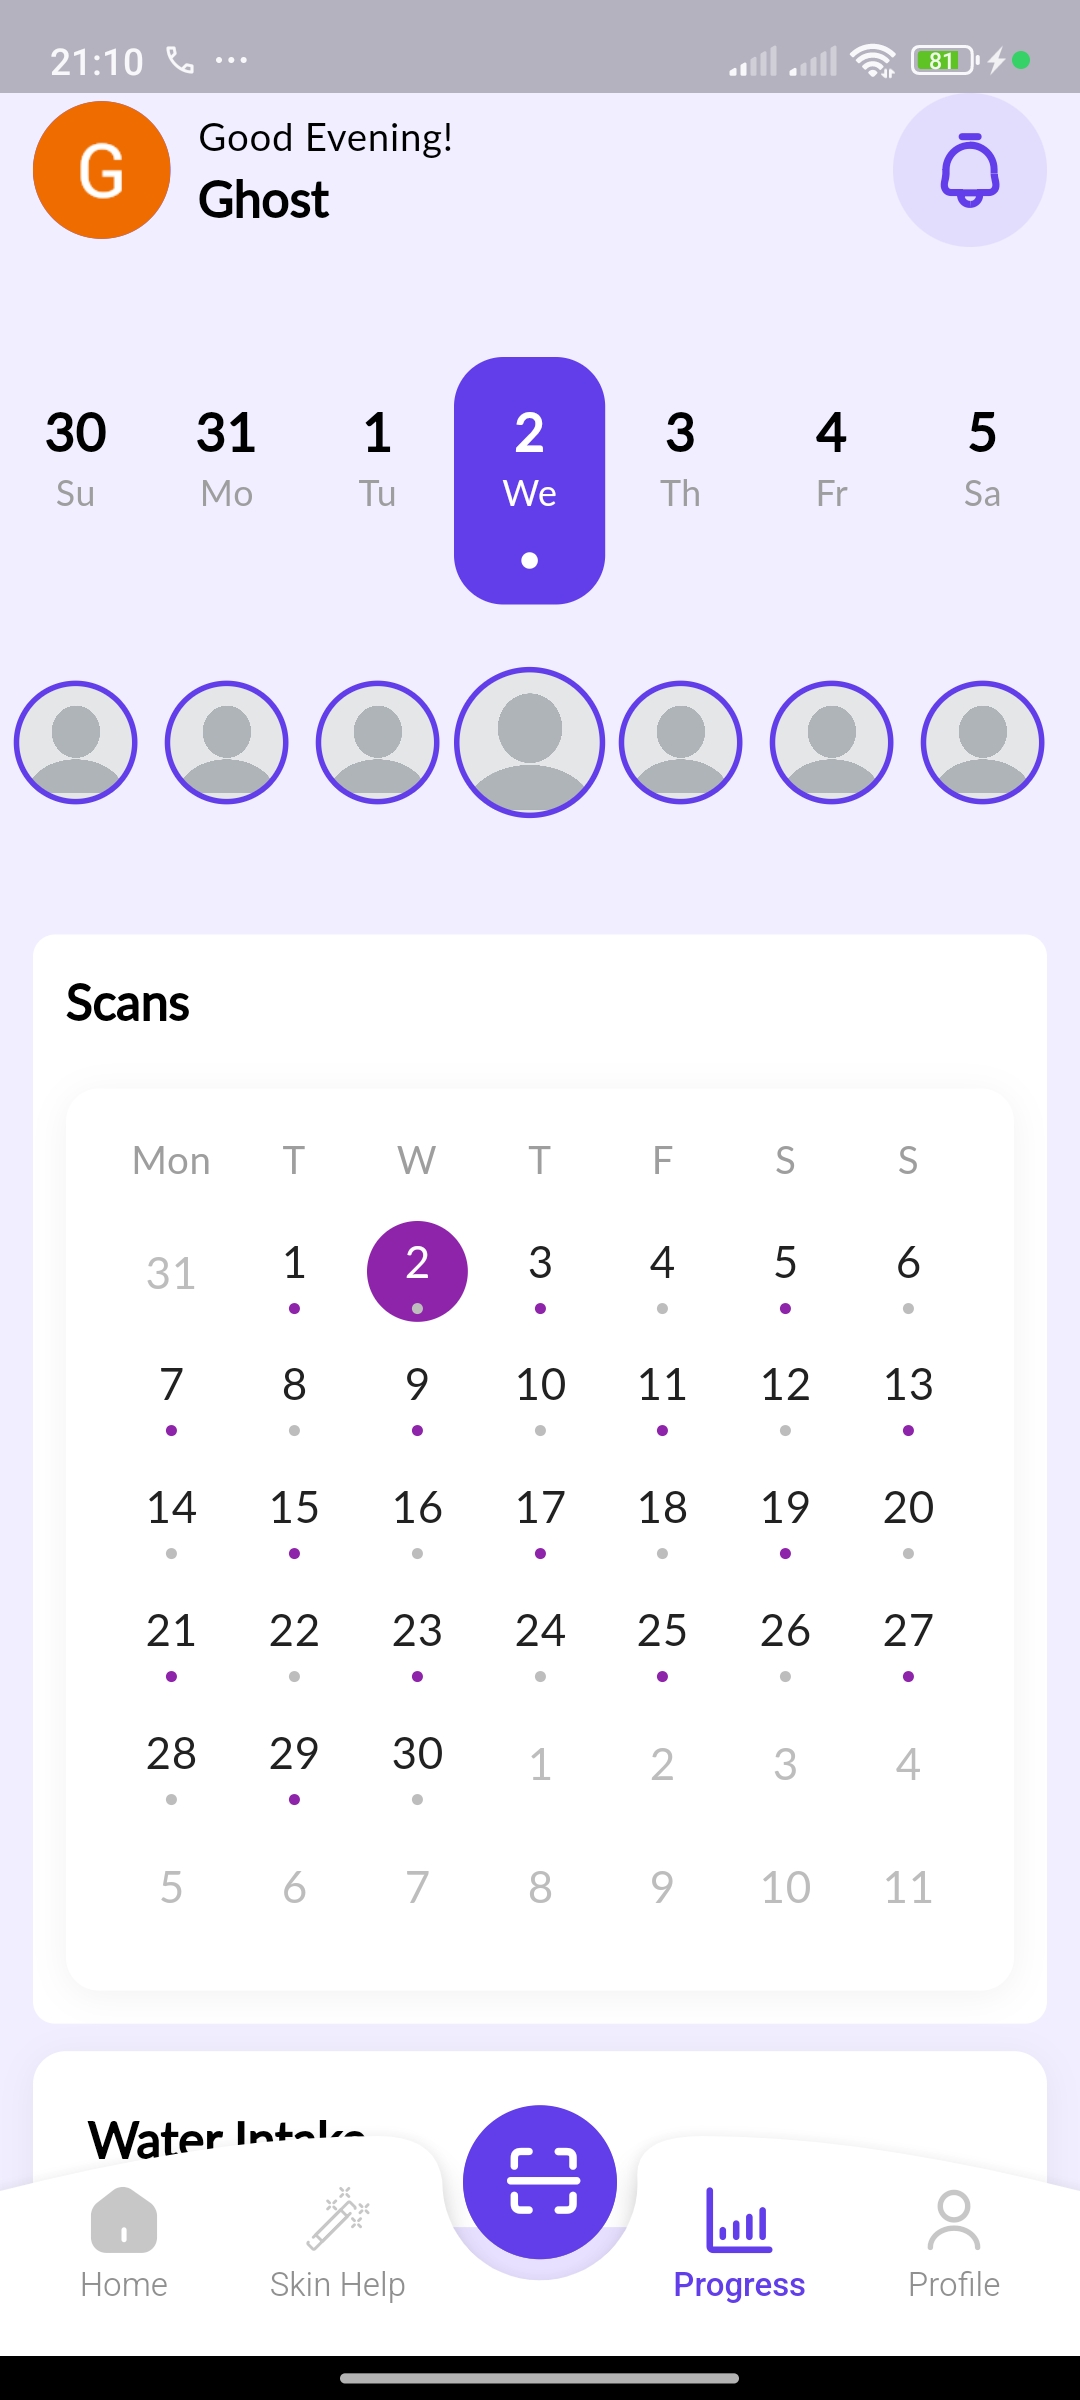 21:10 81
G
Good Evening!
Ghost
30 31 1 2 3 4 5
Su Mo Tu We Th Fr Sa
Scans
Mon T W T F S S
31 1 2 3 4 5 6
7 8 9 10 11 12 13
14 15 16 17 18 19 20
21 22 23 24 25 26 27
28 29 30 1 2 3 4
5 6 7 8 9 10 11
Water Intake
Home Skin Help Progress Profile